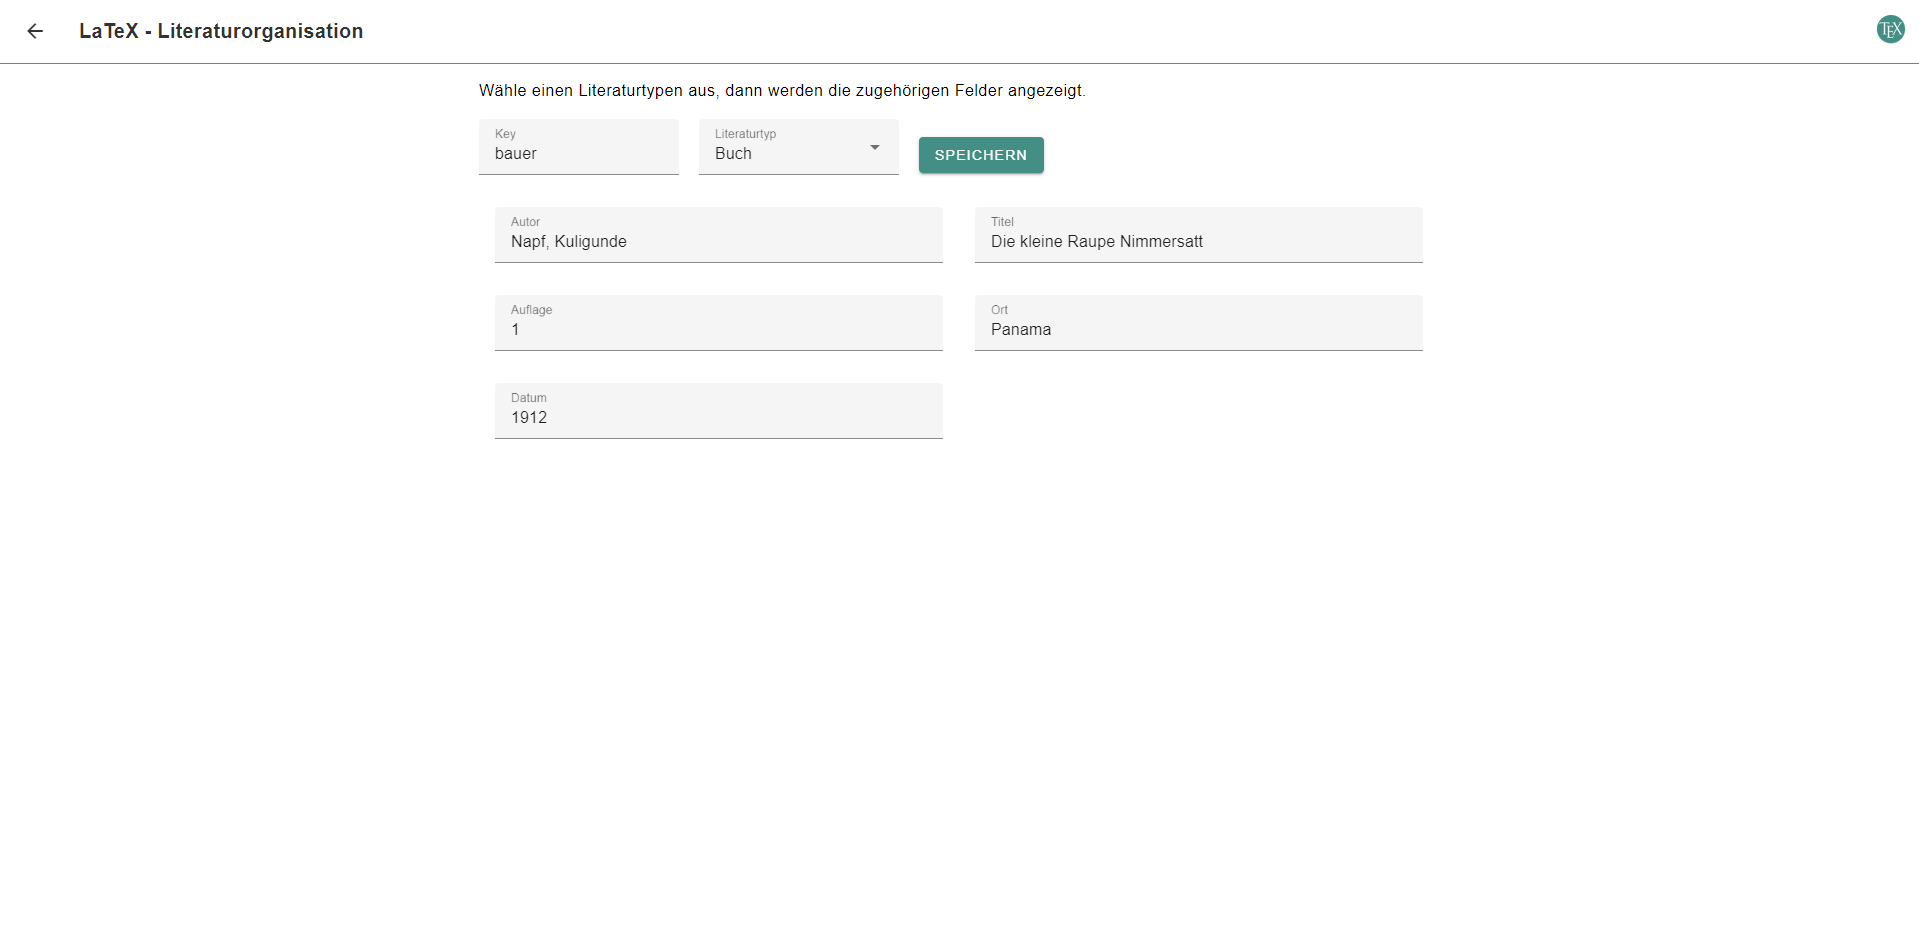 LaTeX - Literaturorganisation
TEX
Wähle einen Literaturtypen aus, dann werden die zugehörigen Felder angezeigt.
Key
bauer
Literaturtyp
Buch
SPEICHERN
Autor
Napf, Kuligunde
Titel
Die kleine Raupe Nimmersatt
Auflage
1
Ort
Panama
Datum
1912